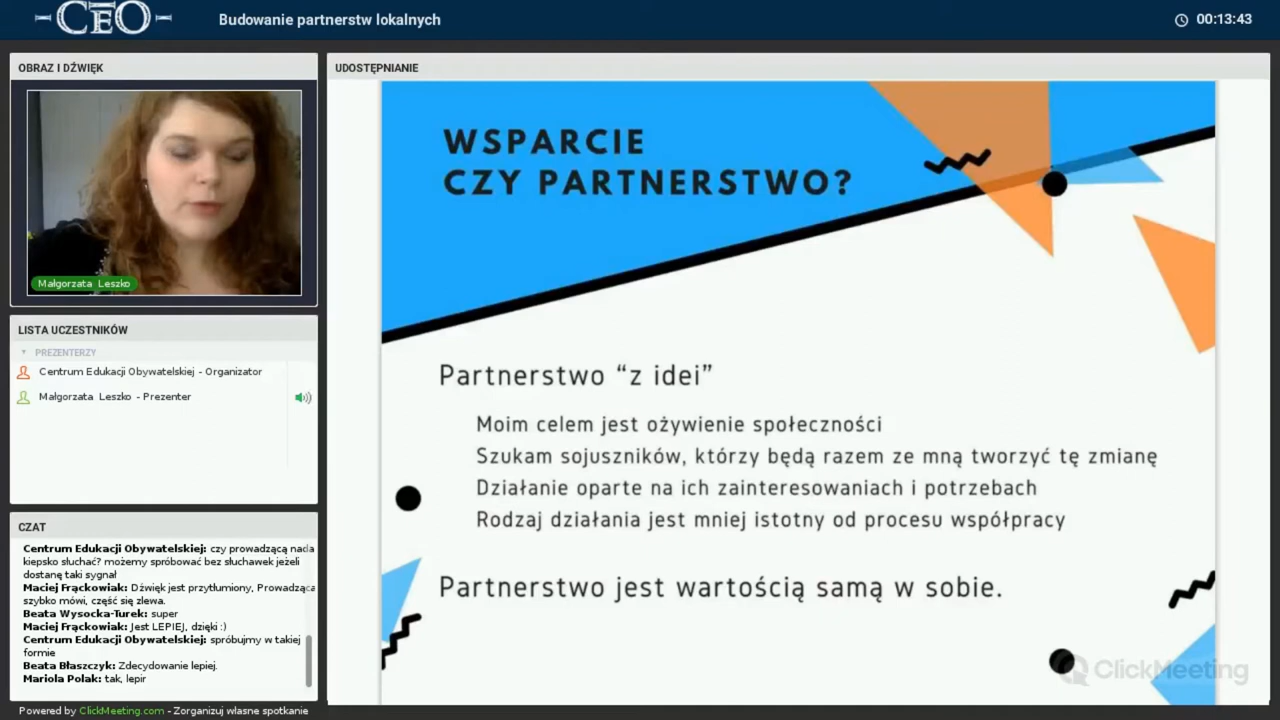 CEO
Budowanie partnerstw lokalnych
00:13:43
OBRAZ I DŹWIĘK
Małgorzata Leszko
LISTA UCZESTNIKÓW
PREZENTERZY
Centrum Edukacji Obywatelskiej - Organizator
Małgorzata Leszko - Prezenter
CZAT
Centrum Edukacji Obywatelskiej: czy prowadzącą nada
kiepsko słuchać? możemy spróbować bez słuchawek jeżeli
dostanę taki sygnał
Maciej Frąckowiak: Dźwięk jest przytłumiony, Prowadząca
szybko mówi, część się zlewa.
Beata Wysocka-Turek: super
Maciej Frąckowiak: Jest LEPIEJ, dzięki :)
Centrum Edukacji Obywatelskiej: spróbujmy w takiej
formie
Beata Błaszczyk: Zdecydowanie lepiej.
Mariola Polak: tak, lepir
Powered by ClickMeeting.com - Zorganizuj własne spotkanie
UDOSTĘPNIANIE
WSPARCIE
CZY PARTNERSTWO?
Partnerstwo “z idei”
Moim celem jest ożywienie społeczności
Szukam sojuszników, którzy będą razem ze mną tworzyć tę zmianę
Działanie oparte na ich zainteresowaniach i potrzebach
Rodzaj działania jest mniej istotny od procesu współpracy
Partnerstwo jest wartością samą w sobie.
ClickMeeting